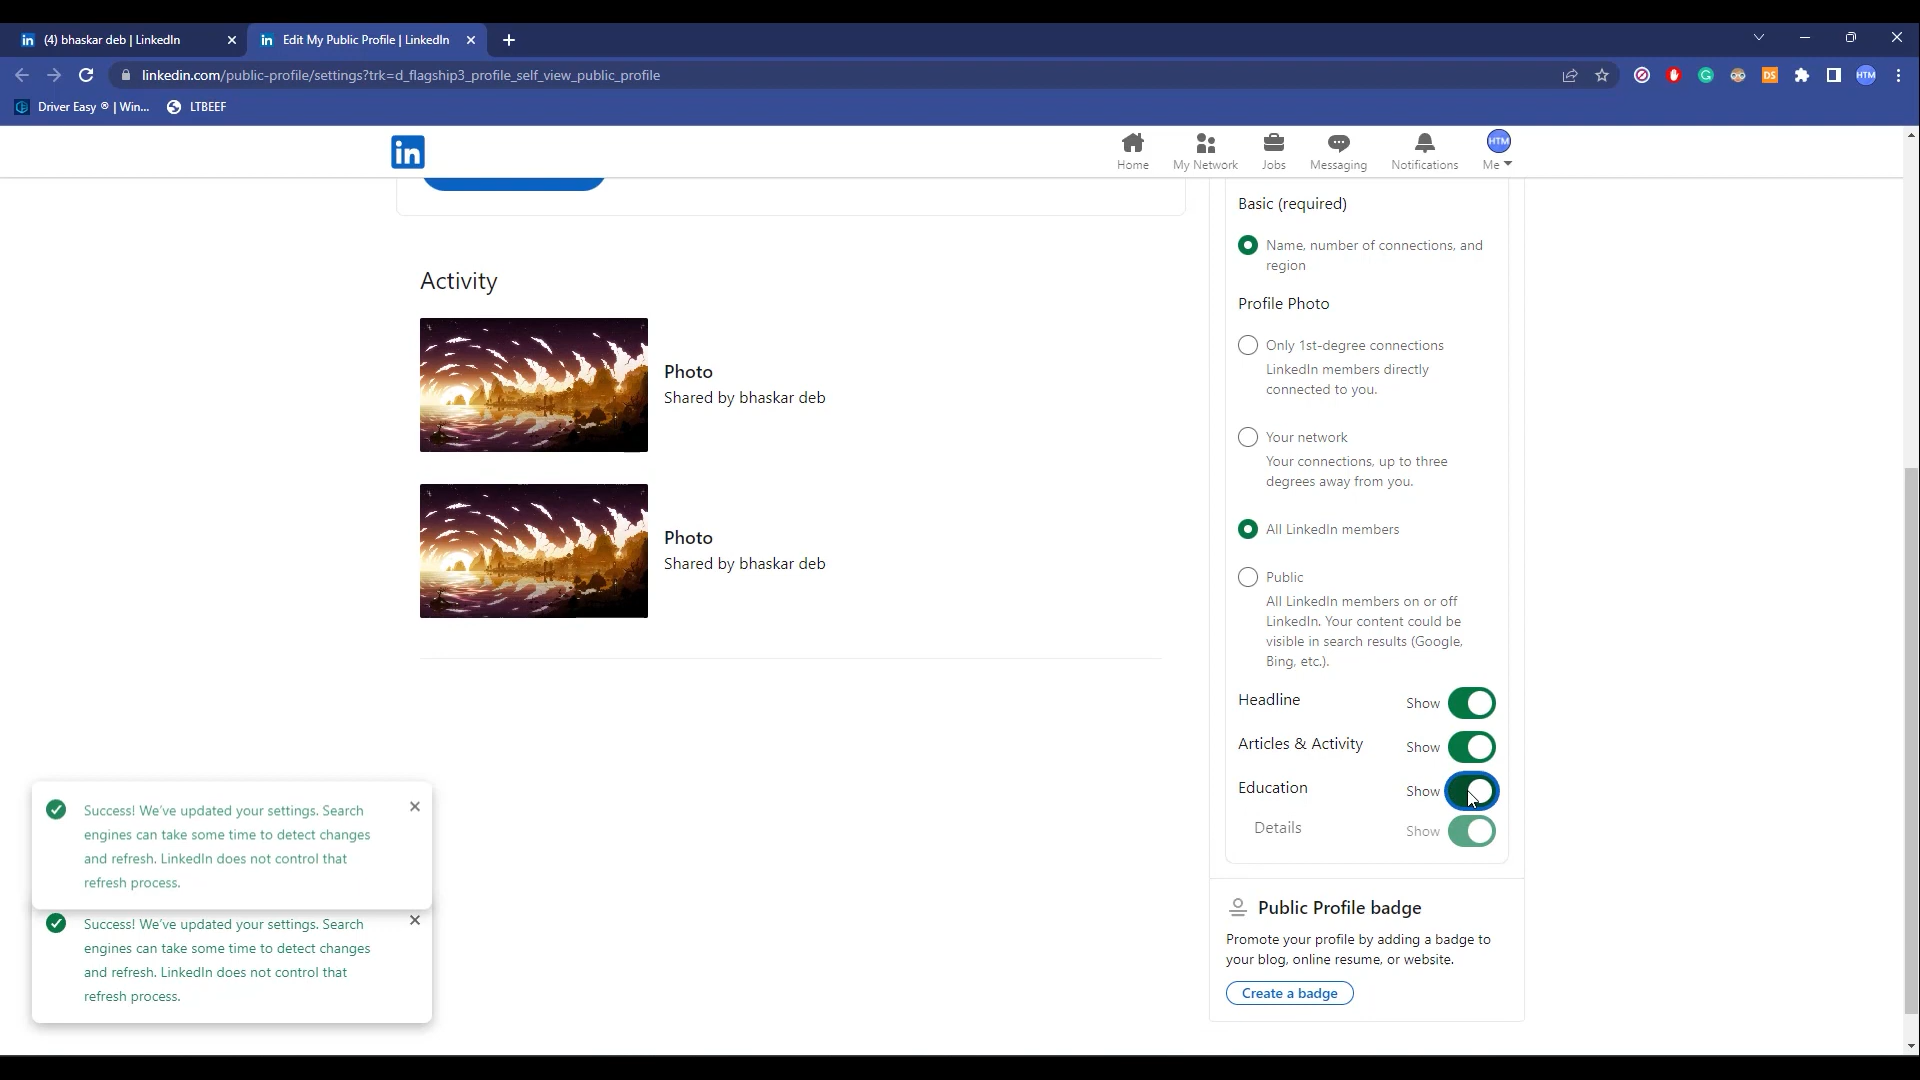 (4) bhaskar deb | LinkedIn
Edit My Public Profile | LinkedIn
linkedin.com/public-profile/settings?trk=d_flagship3_profile_self_view_public_profile
DS
HTM
Driver Easy ® | Win...
LTBEEF
in
Home
My Network
Jobs
Messaging
Notifications
HTM
Me
Activity
Photo
Shared by bhaskar deb
Photo
Shared by bhaskar deb
Basic (required)
Name, number of connections, and
region
Profile Photo
Only 1st-degree connections
LinkedIn members directly
connected to you.
Your network
Your connections, up to three
degrees away from you.
All LinkedIn members
Public
All LinkedIn members on or off
LinkedIn. Your content could be
visible in search results (Google,
Bing, etc.).
Headline Show
Articles & Activity Show
Education Show
Details Show
Public Profile badge
Promote your profile by adding a badge to
your blog, online resume, or website.
Create a badge
Success! We've updated your settings. Search
engines can take some time to detect changes
and refresh. LinkedIn does not control that
refresh process.
Success! We've updated your settings. Search
engines can take some time to detect changes
and refresh. LinkedIn does not control that
refresh process.